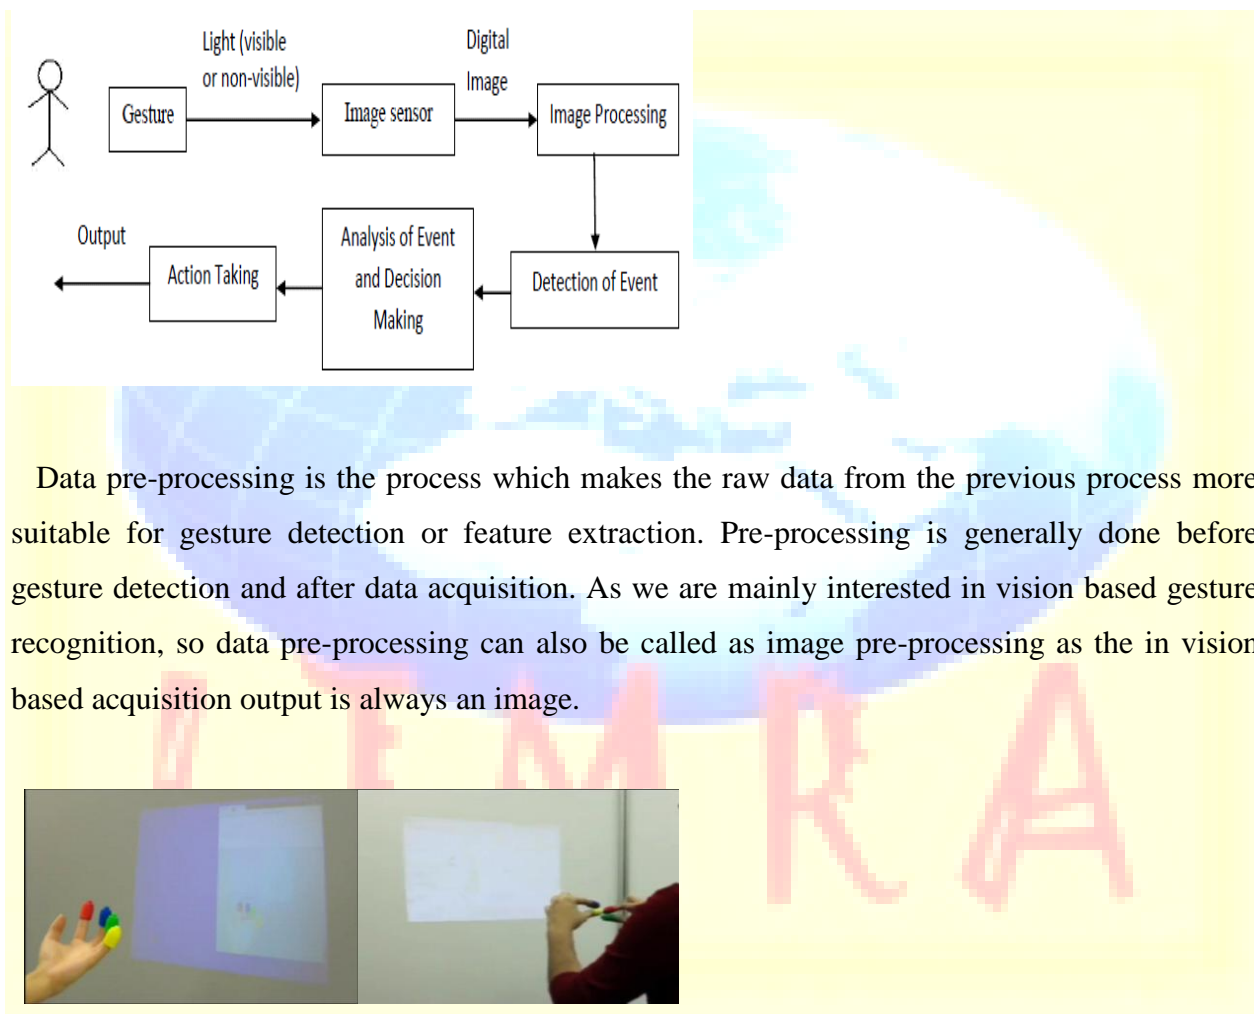 Light (visible
or non-visible)
Digital
Image
Gesture
Image sensor
Image Processing
Output
Action Taking
Analysis of Event
and Decision
Making
Detection of Event
Data pre-processing is the process which makes the raw data from the previous process more
suitable for gesture detection or feature extraction. Pre-processing is generally done before
gesture detection and after data acquisition. As we are mainly interested in vision based gesture
recognition, so data pre-processing can also be called as image pre-processing as the in vision
based acquisition output is always an image.
IJMRA